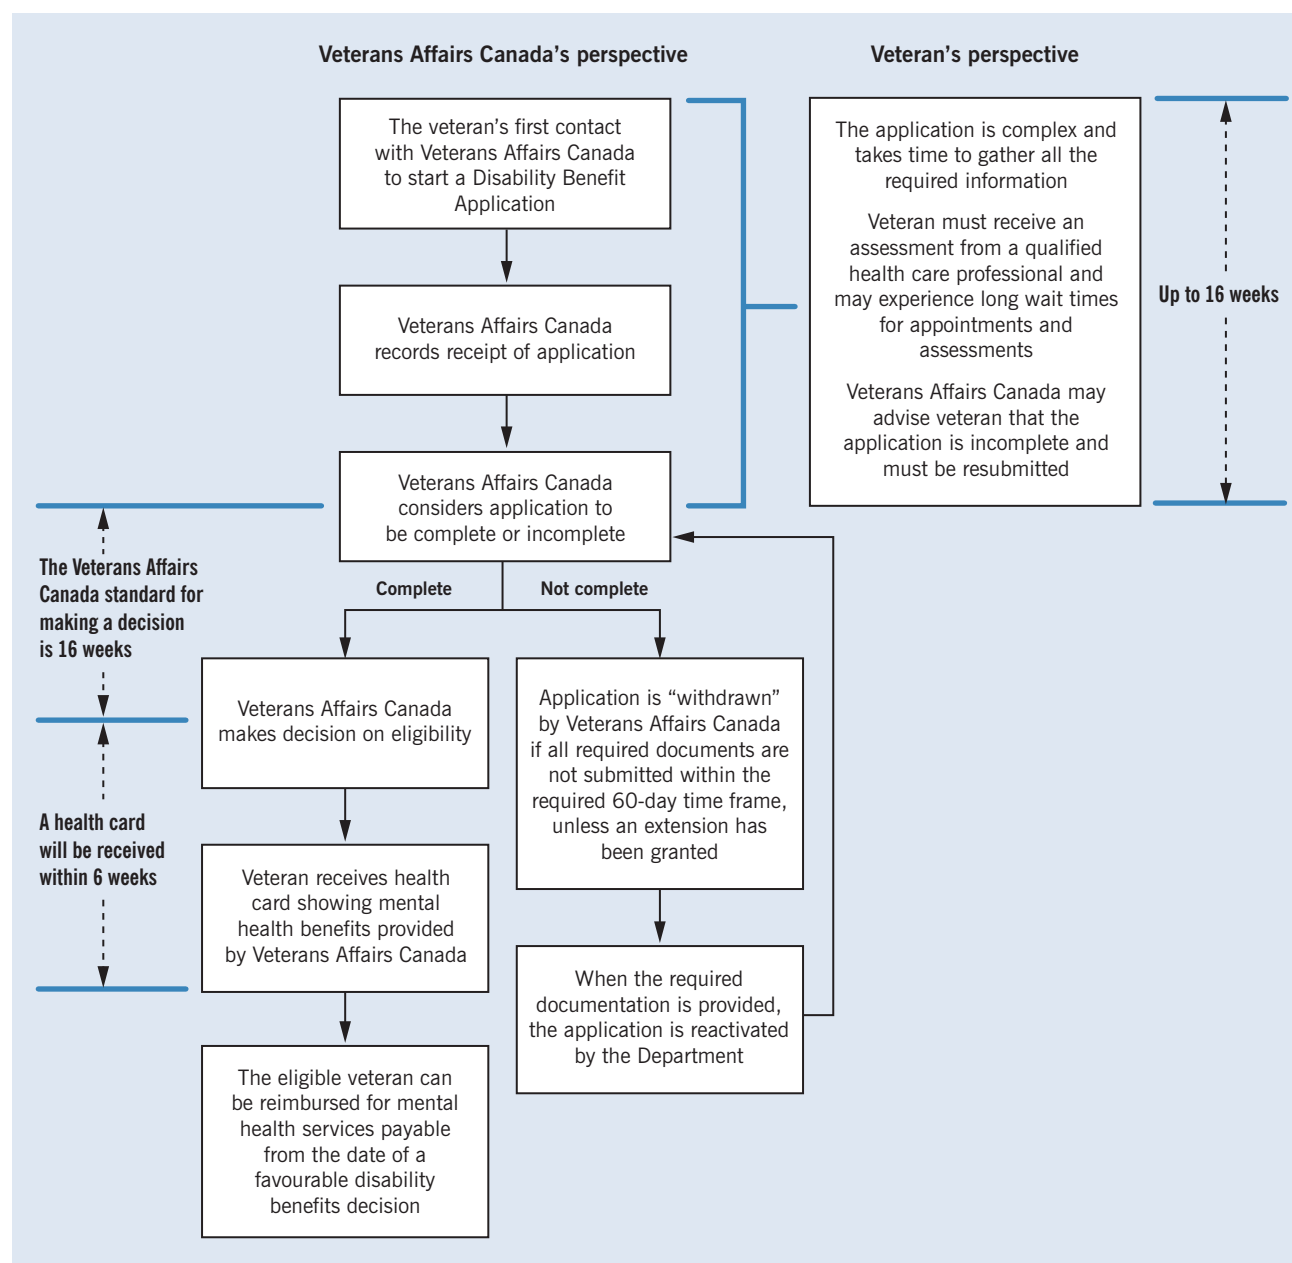 Veterans Affairs Canada’s perspective
Veteran’s perspective
The veteran’s first contact
with Veterans Affairs Canada
to start a Disability Benefit
Application
Veterans Affairs Canada
records receipt of application
Veterans Affairs Canada
considers application to
be complete or incomplete
The application is complex and
takes time to gather all the
required information
Veteran must receive an
assessment from a qualified
health care professional and
may experience long wait times
for appointments and
assessments
Veterans Affairs Canada may
advise veteran that the
application is incomplete and
must be resubmitted
Up to 16 weeks
The Veterans Affairs
Canada standard for
making a decision
is 16 weeks
Complete
Not complete
Veterans Affairs Canada
makes decision on eligibility
Application is “withdrawn”
by Veterans Affairs Canada
if all required documents are
not submitted within the
required 60-day time frame,
unless an extension has
been granted
A health card
will be received
within 6 weeks
Veteran receives health
card showing mental
health benefits provided
by Veterans Affairs Canada
When the required
documentation is provided,
the application is reactivated
by the Department
The eligible veteran can
be reimbursed for mental
health services payable
from the date of a
favourable disability
benefits decision